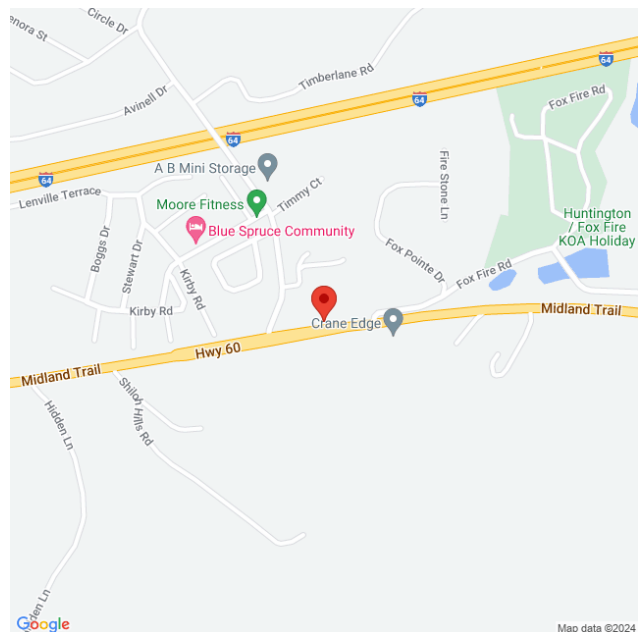 enora St
Circle Dr
Timberlane Rd
Avinell Dr
64
64
64
64
Fox Fire Rd
A B Mini Storage
Lenville Terrace
Moore Fitness
Timmy Ct
Fire Stone Ln
Blue Spruce Community
Boggs Dr
Stewart Dr
Kirby Rd
Kirby Rd
Fox Pointe Dr
Fox Fire Rd
Huntington
/ Fox Fire
KOA Holiday
Crane Edge
Midland Trail
Hwy 60
Midland Trail
Shiloh Hills Rd
Hidden Ln
dden Ln
Google
Map data ©2024